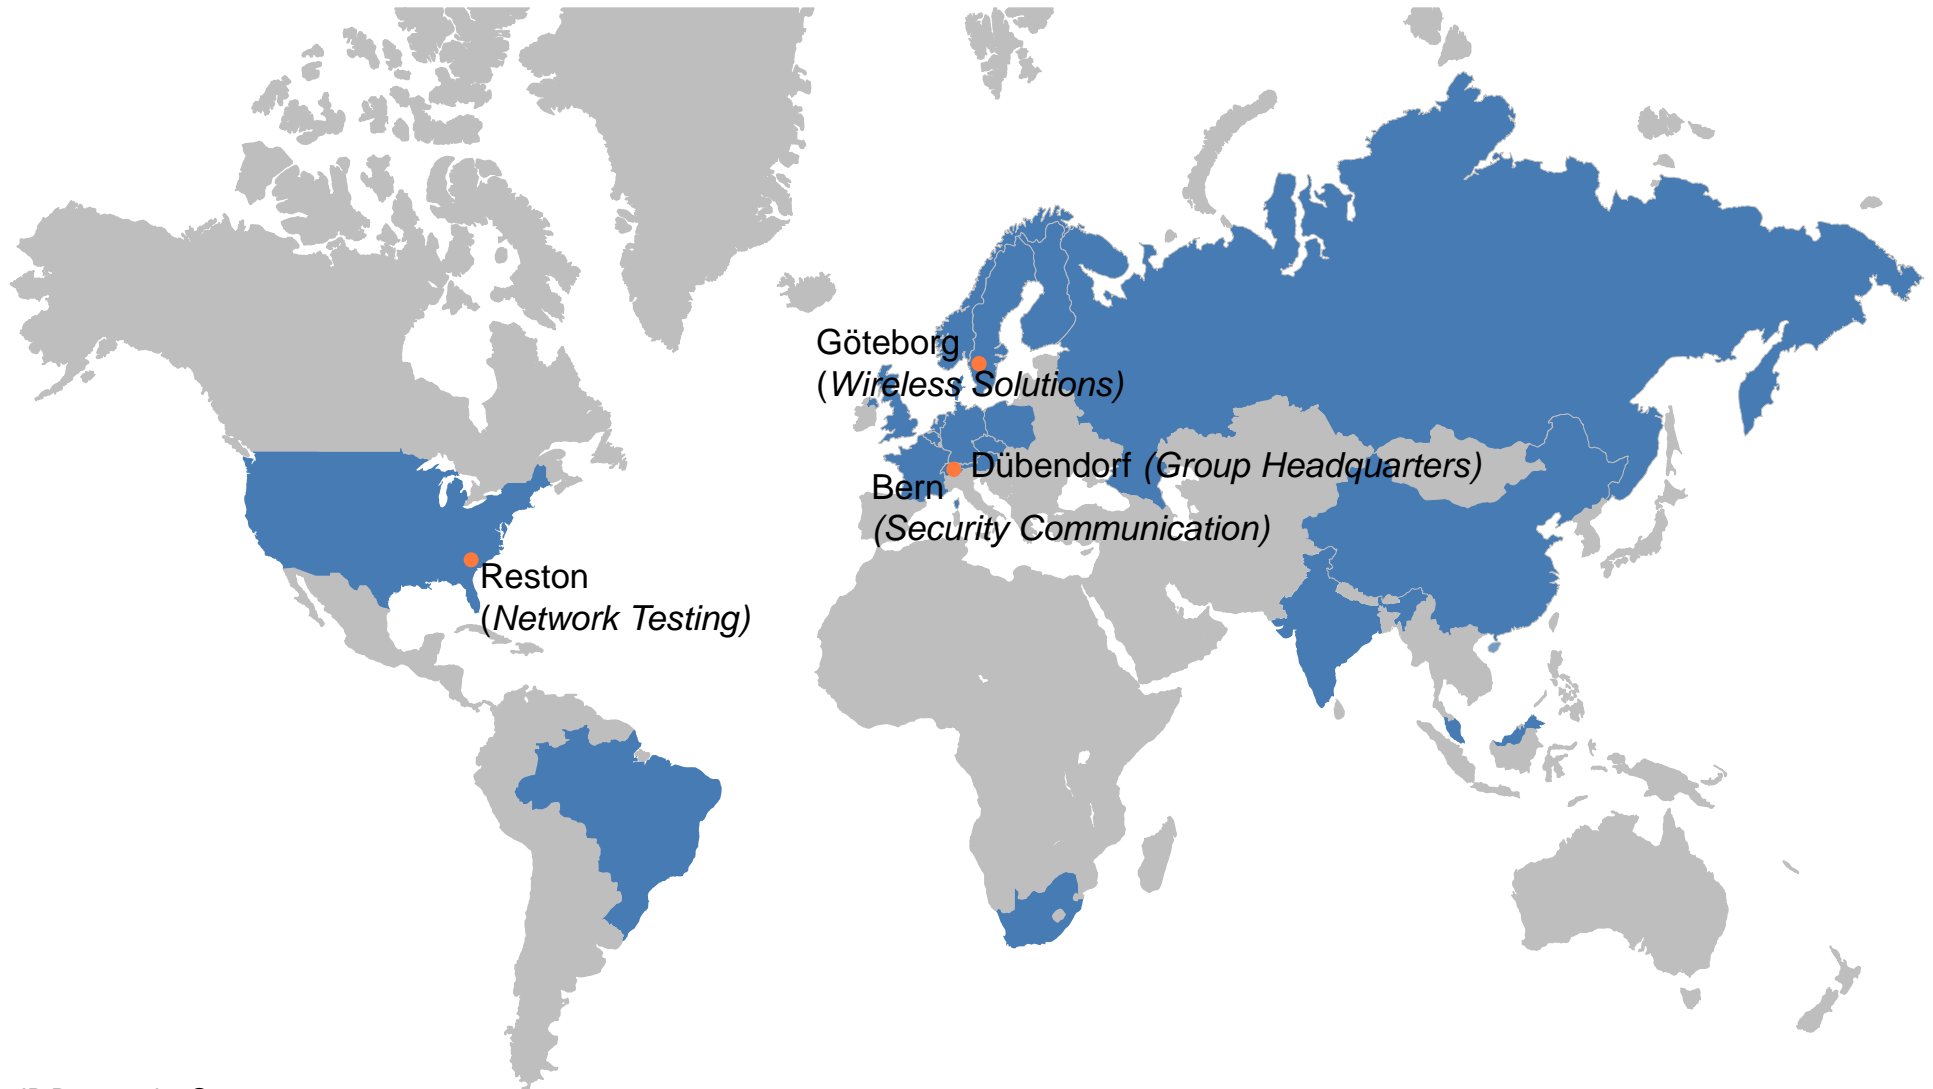 Göteborg
(Wireless Solutions)
Dübendorf (Group Headquarters)
Bern
(Security Communication)
Reston
(Network Testing)